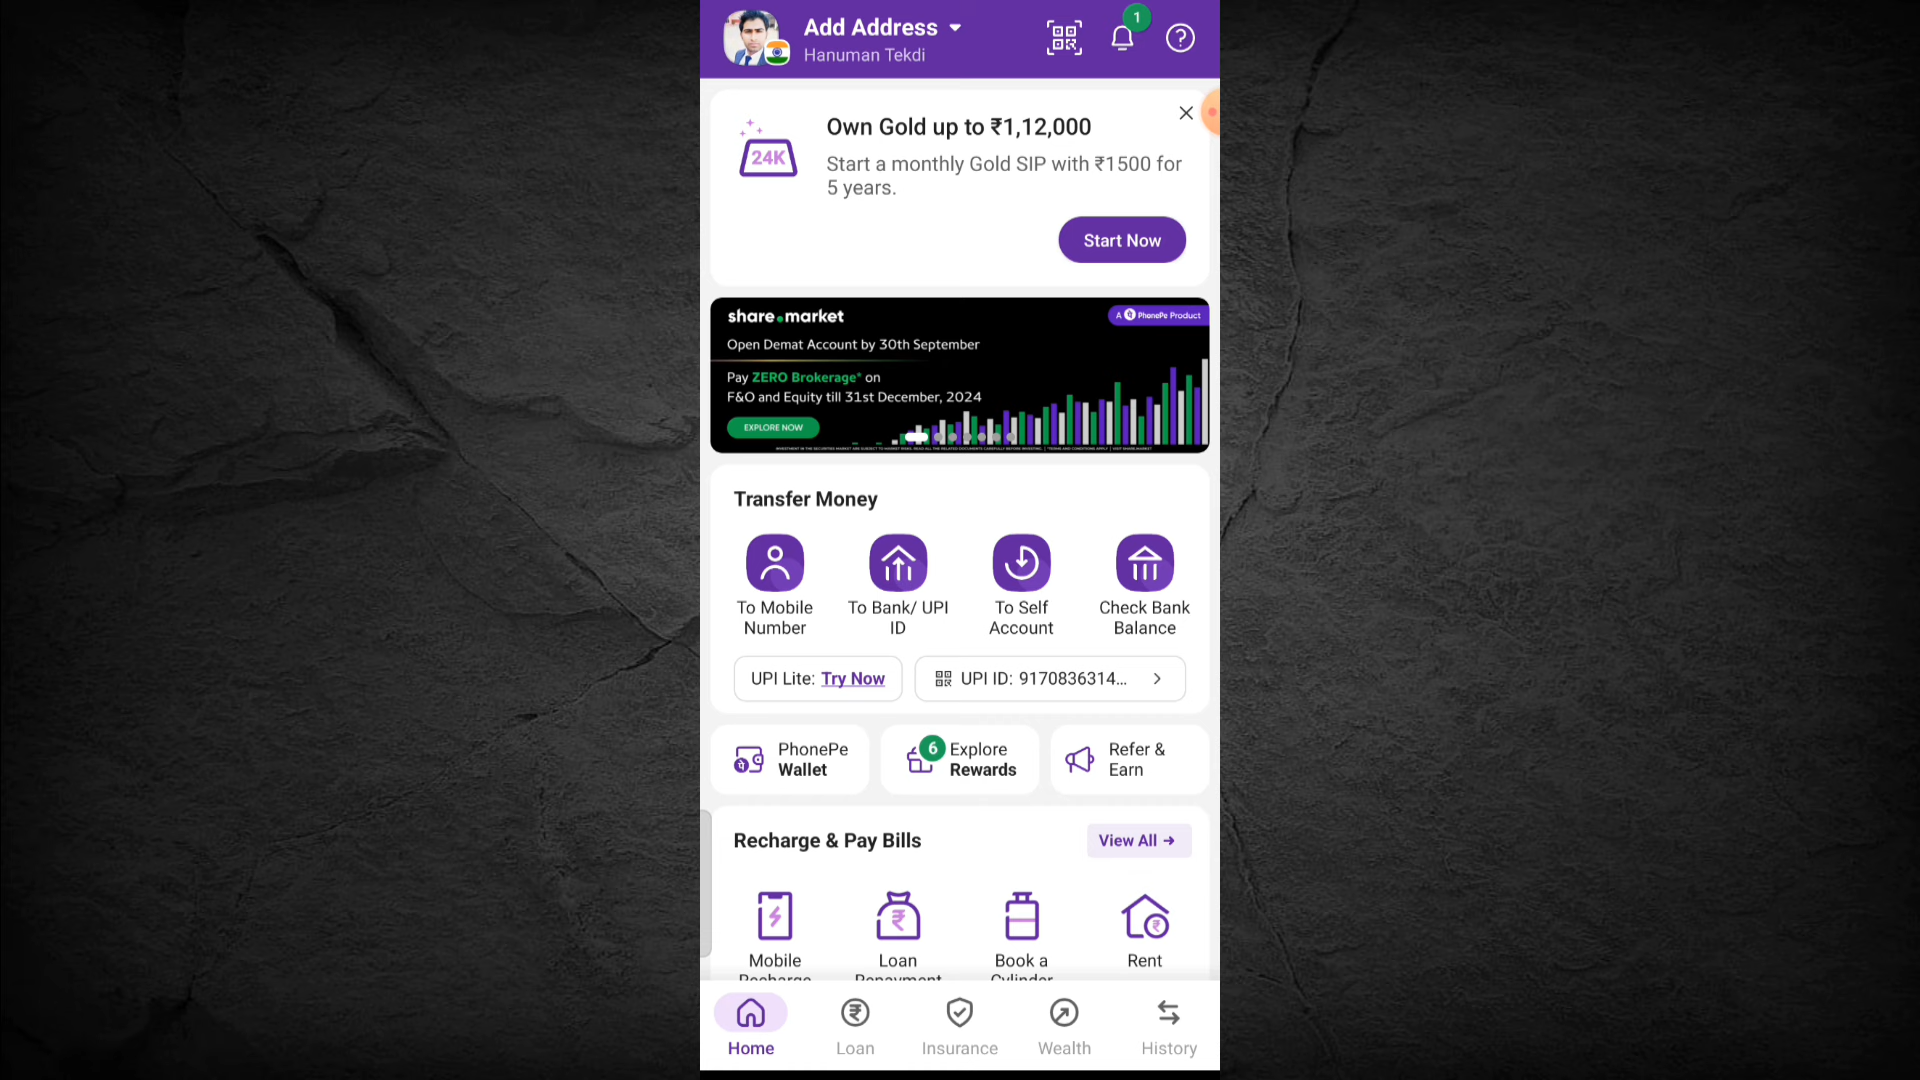 Add Address
Hanuman Tekdi
1
Own Gold up to ₹1,12,000
24K
Start a monthly Gold SIP with ₹1500 for
5 years.
Start Now
share.market
A PhonePe Product
Open Demat Account by 30th September
Pay ZERO Brokerage* on
F&O and Equity till 31st December, 2024
EXPLORE NOW
INVESTMENT IN THE SECURITIES MARKET ARE SUBJECT TO MARKET RISKS. READ ALL THE RELATED DOCUMENTS CAREFULLY BEFORE INVESTING. | *TERMS AND CONDITIONS APPLY | VISIT SHARE.MARKET
Transfer Money
To Mobile
Number
To Bank/ UPI
ID
To Self
Account
Check Bank
Balance
UPI Lite: Try Now
UPI ID: 9170836314...
PhonePe
Wallet
6
Explore
Rewards
Refer &
Earn
Recharge & Pay Bills
View All
Mobile
Recharge
Loan
Repayment
Book a
Cylinder
Rent
Home
Loan
Insurance
Wealth
History